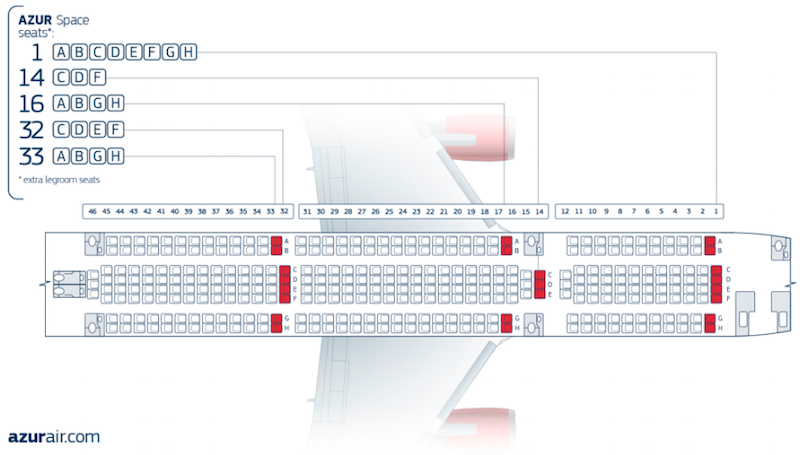 AZUR Space
seats*:
1 A B C D E F G H
14 C D F
16 A B G H
32 C D E F
33 A B G H
* extra legroom seats
46 45 44 43 42 41 40 39 38 37 36 35 34 33 32 31 30 29 28 27 26 25 24 23 22 21 20 19 18 17 16 15 14 12 11 10 9 8 7 6 5 4 3 2 1
A A A
B B B
C C C
D D D
E E E
F F
G G G
H H H
azurair.com